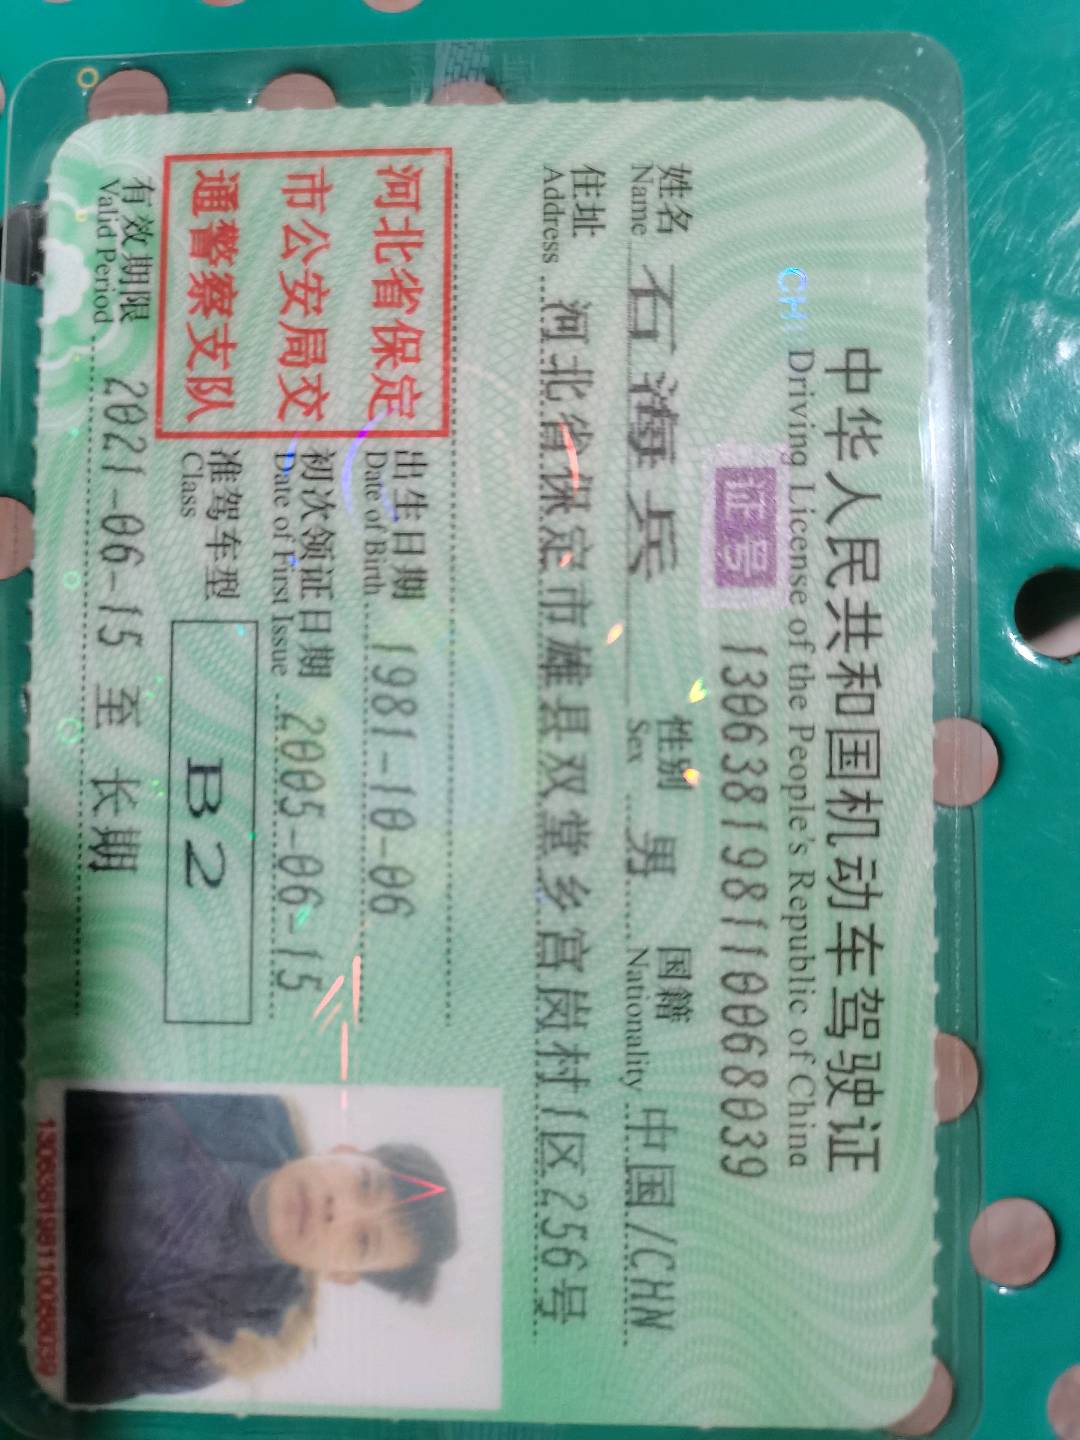 中华人民共和国机动车驾驶证
CHI Driving License of the People's Republic of China
证号 130638198110068039
姓名 石海兵 性别 男 国籍 中国/CHN
Name Sex Nationality
住址 河北省保定市雄县双堂乡宫岗村1区256号
Address
河北省保定
市公安局交
通警察支队
出生日期 1981-10-06
Date of Birth
初次领证日期 2005-06-15
Date of First Issue
准驾车型 B2
Class
有效期限 2021-06-15 至 长期
Valid Period
130638198110068039